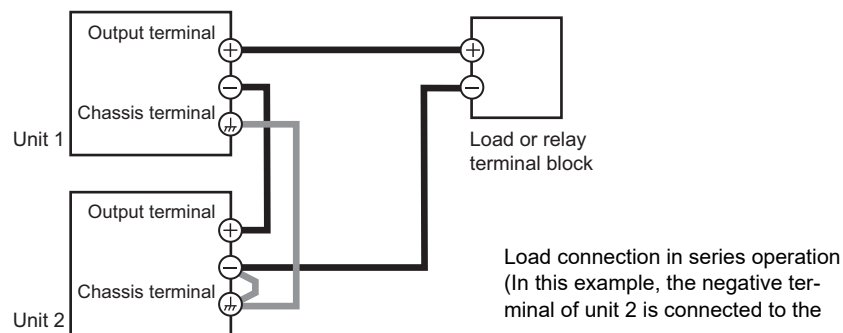 Output terminal
+
+
−
−
Chassis terminal
Unit 1
Load or relay
terminal block
Output terminal
+
−
Chassis terminal
Unit 2
Load connection in series operation
(In this example, the negative ter-
minal of unit 2 is connected to the